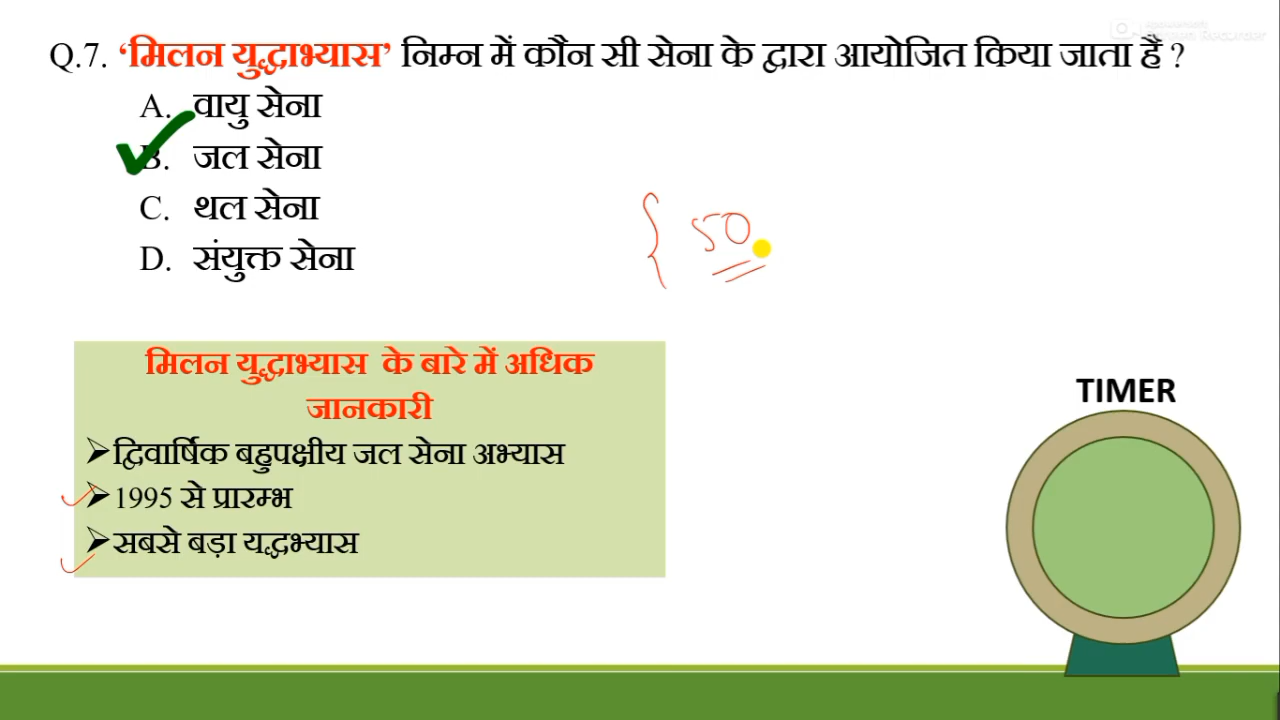 Q.7. ‘मिलन युद्धाभ्यास’ निम्न में कौन सी सेना के द्वारा आयोजित किया जाता हैं ?
A. वायु सेना
B. जल सेना
C. थल सेना
D. संयुक्त सेना
50
मिलन युद्धाभ्यास के बारे में अधिक
जानकारी
द्विवार्षिक बहुपक्षीय जल सेना अभ्यास
1995 से प्रारम्भ
सबसे बड़ा यद्धभ्यास
TIMER